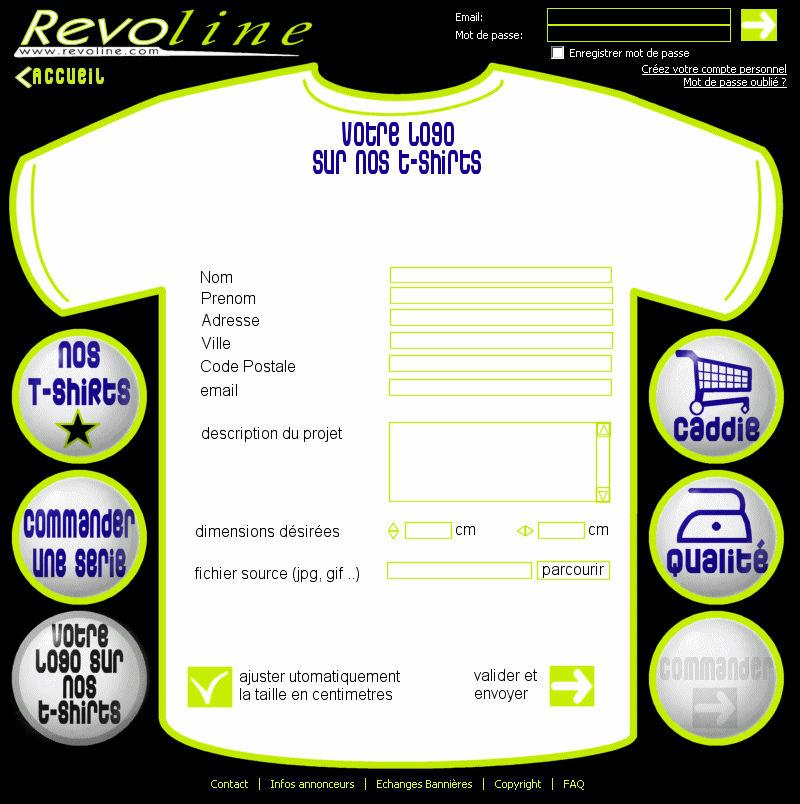 Revoline
www.revoline.com
Email:
Mot de passe:
Enregistrer mot de passe
Créez votre compte personnel
Mot de passe oublié ?
<Accueil
Votre Logo
sur nos t-shirts
Nom
Prenom
Adresse
Ville
Code Postale
email
description du projet
dimensions désirées
cm
cm
fichier source (jpg, gif ..)
parcourir
ajuster utomatiquement
la taille en centimetres
valider et
envoyer
nos
T-shirts
commander
une serie
Votre
Logo sur
nos
t-shirts
caddie
qualité
commander
Contact | Infos annonceurs | Echanges Bannières | Copyright | FAQ